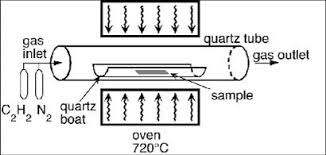 quartz tube
gas
inlet
gas outlet
C₂H₂ N₂
quartz
boat
sample
oven
720°C